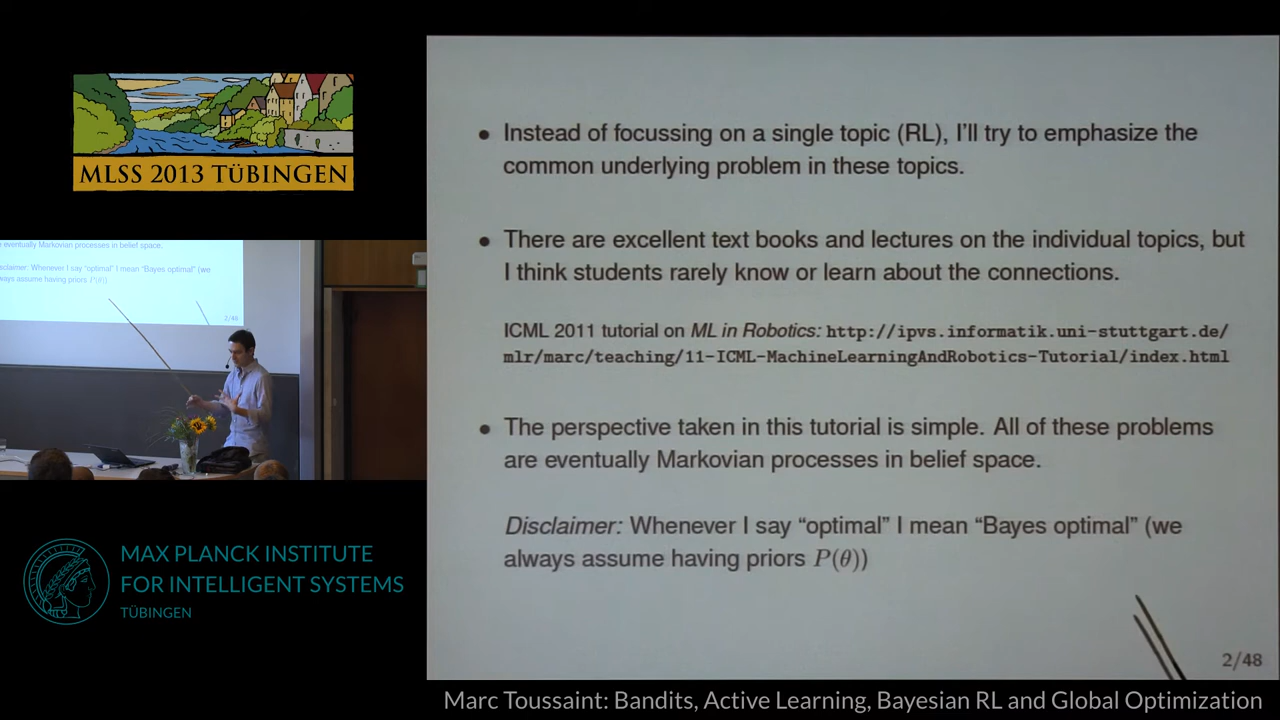 MLSS 2013 TÜBINGEN
eventually Markovian processes in belief space.
isclaimer: Whenever I say "optimal" I mean "Bayes optimal" (we
always assume having priors P(θ))
2/48
MAX PLANCK INSTITUTE
FOR INTELLIGENT SYSTEMS
TÜBINGEN
• Instead of focussing on a single topic (RL), I'll try to emphasize the
common underlying problem in these topics.
• There are excellent text books and lectures on the individual topics, but
I think students rarely know or learn about the connections.
ICML 2011 tutorial on ML in Robotics: http://ipvs.informatik.uni-stuttgart.de/
mlr/marc/teaching/11-ICML-MachineLearningAndRobotics-Tutorial/index.html
• The perspective taken in this tutorial is simple. All of these problems
are eventually Markovian processes in belief space.
Disclaimer: Whenever I say “optimal” I mean “Bayes optimal” (we
always assume having priors P(θ))
2/48
Marc Toussaint: Bandits, Active Learning, Bayesian RL and Global Optimization